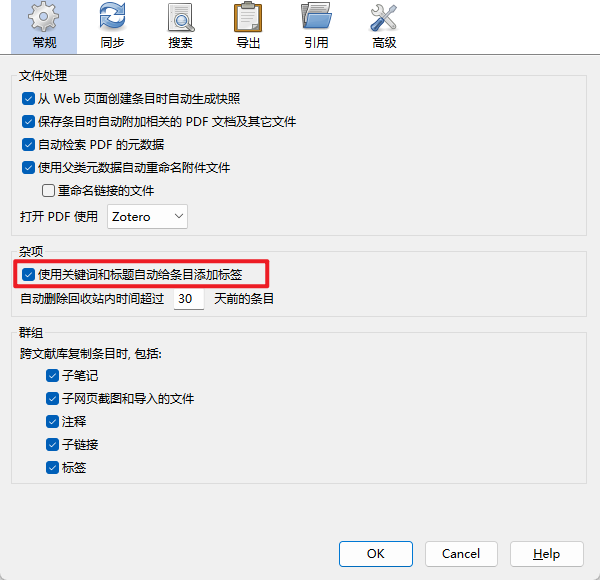 常规 同步 搜索 导出 引用 高级
文件处理
从 Web 页面创建条目时自动生成快照
保存条目时自动附加相关的 PDF 文档及其它文件
自动检索 PDF 的元数据
使用父类元数据自动重命名附件文件
重命名链接的文件
打开 PDF 使用 Zotero
杂项
使用关键词和标题自动给条目添加标签
自动删除回收站内时间超过 30 天前的条目
群组
跨文献库复制条目时, 包括:
子笔记
子网页截图和导入的文件
注释
子链接
标签
OK Cancel Help